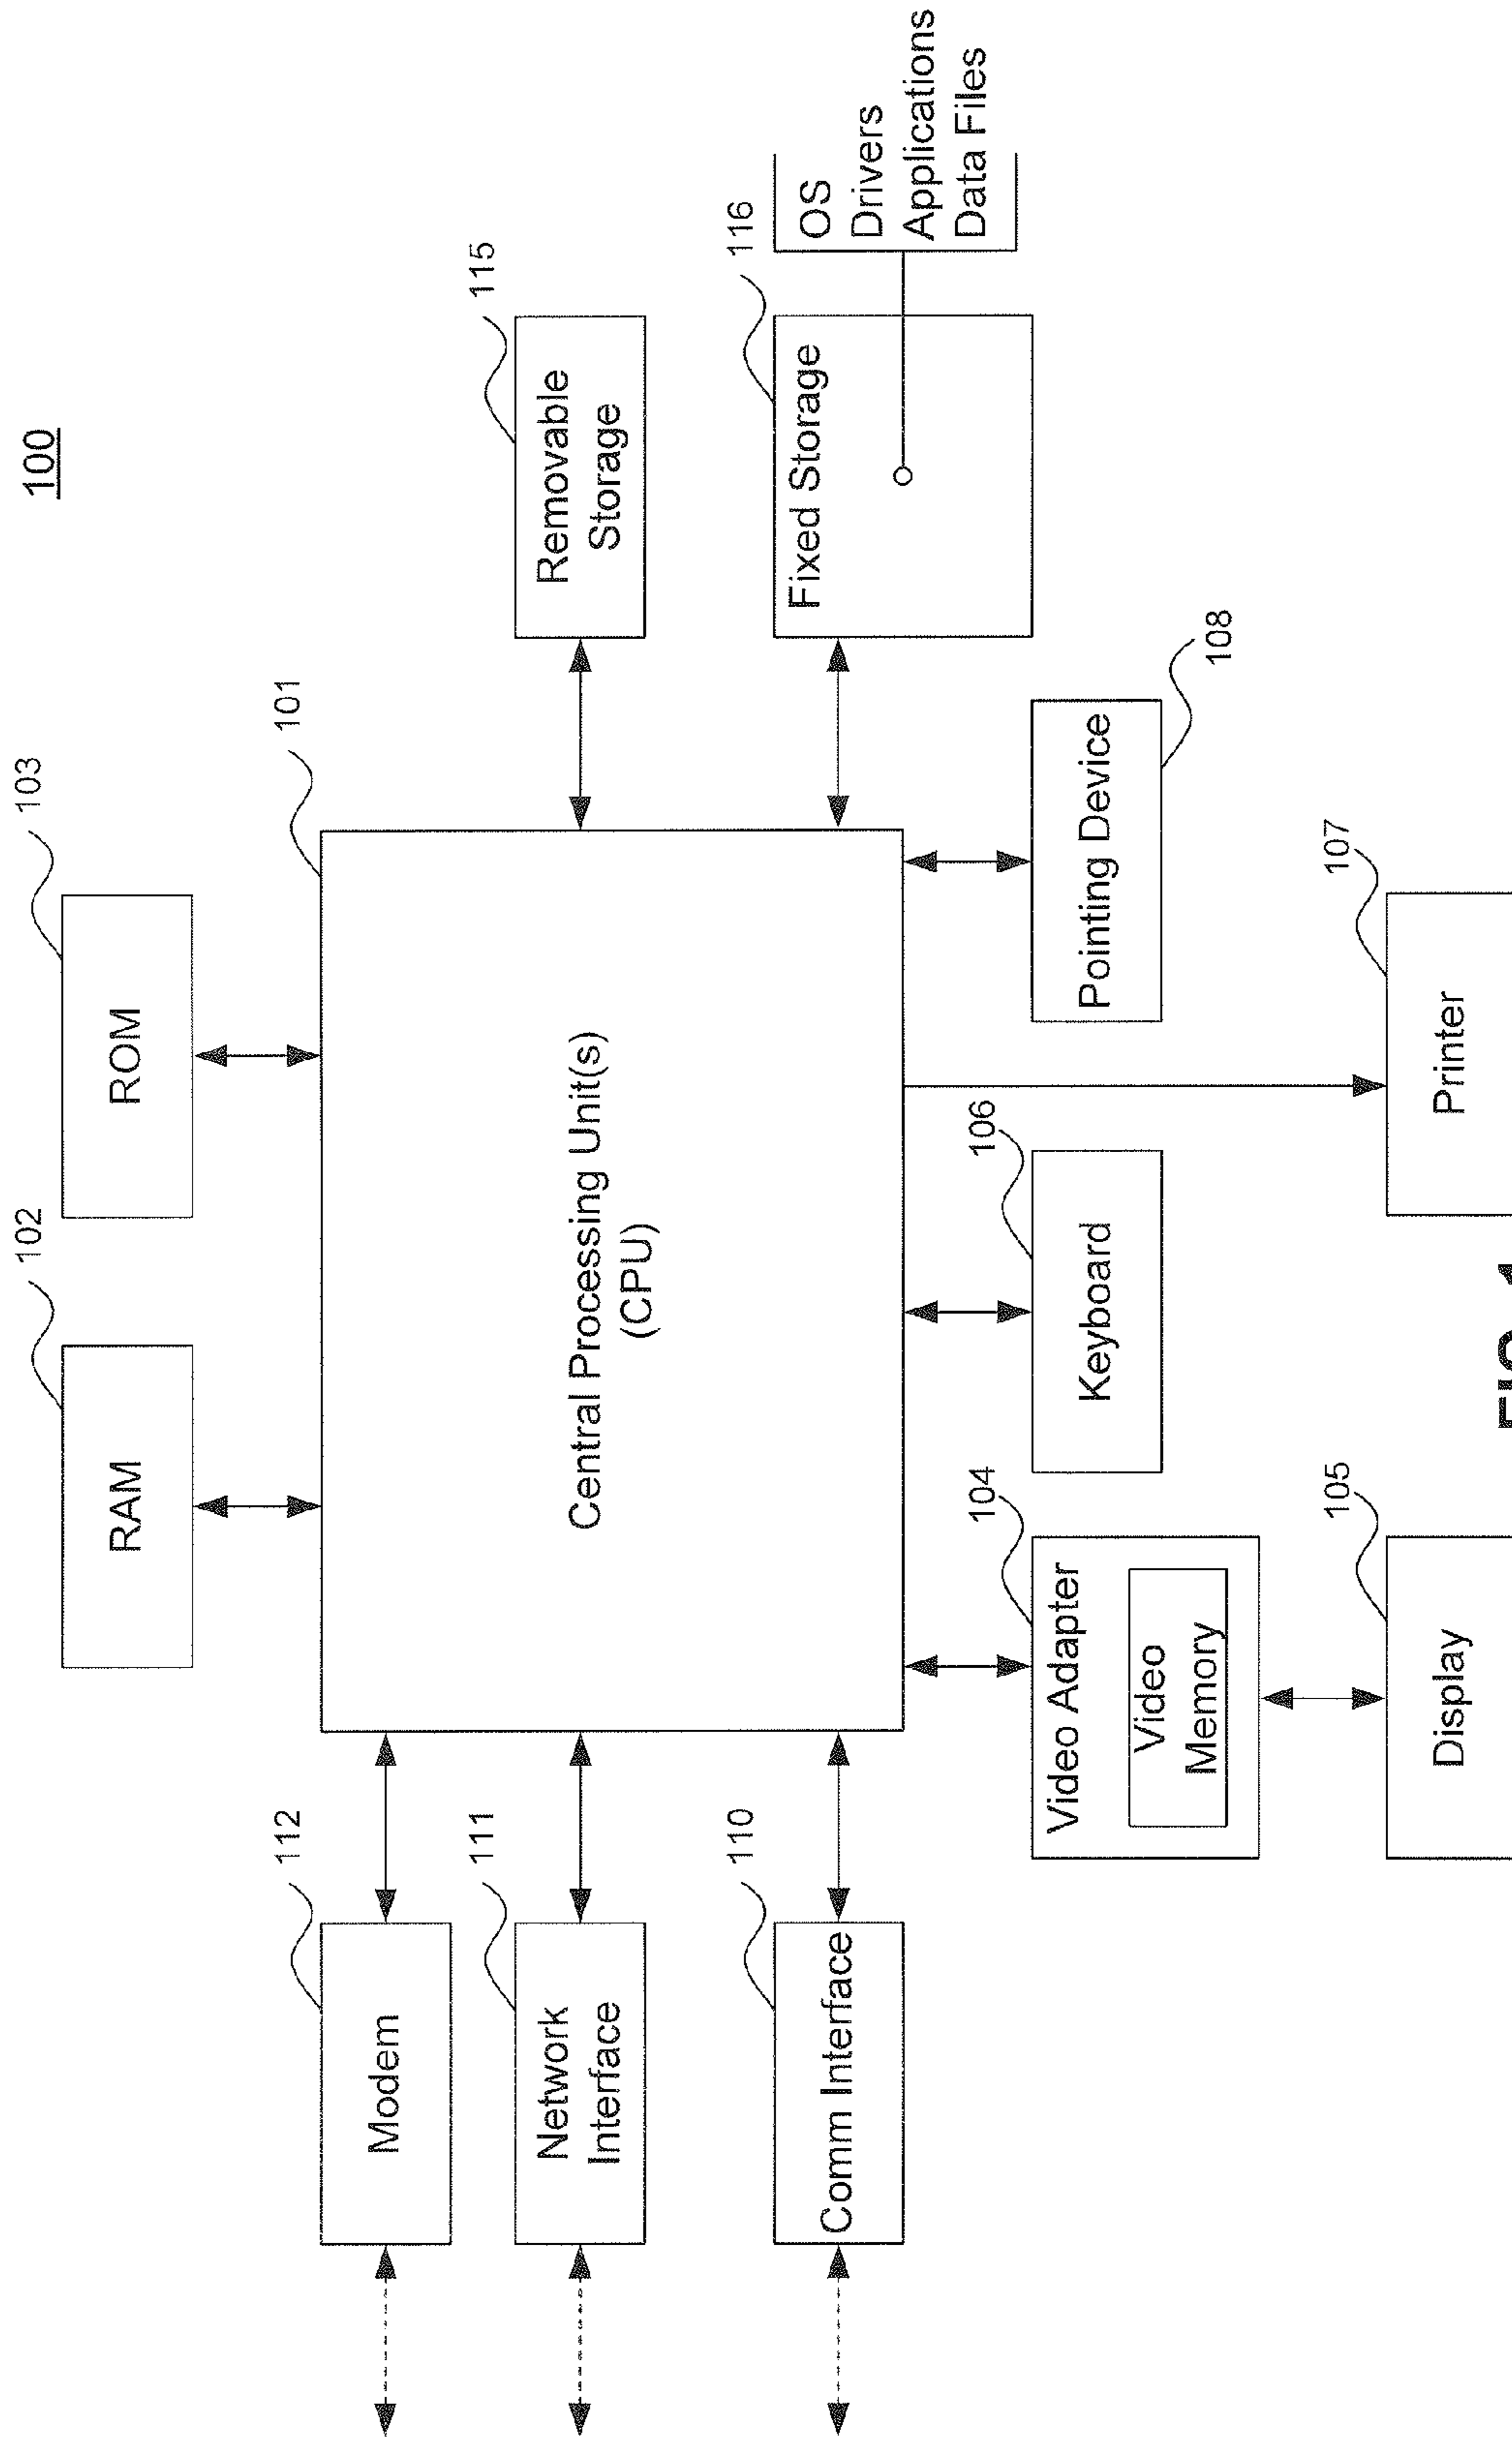 100
102
RAM
103
ROM
101
Central Processing Unit(s)
(CPU)
112
Modem
111
Network
Interface
110
Comm Interface
115
Removable
Storage
116
Fixed Storage
OS
Drivers
Applications
Data Files
104
Video Adapter
Video
Memory
106
Keyboard
108
Pointing Device
105
Display
107
Printer
FIG. 1